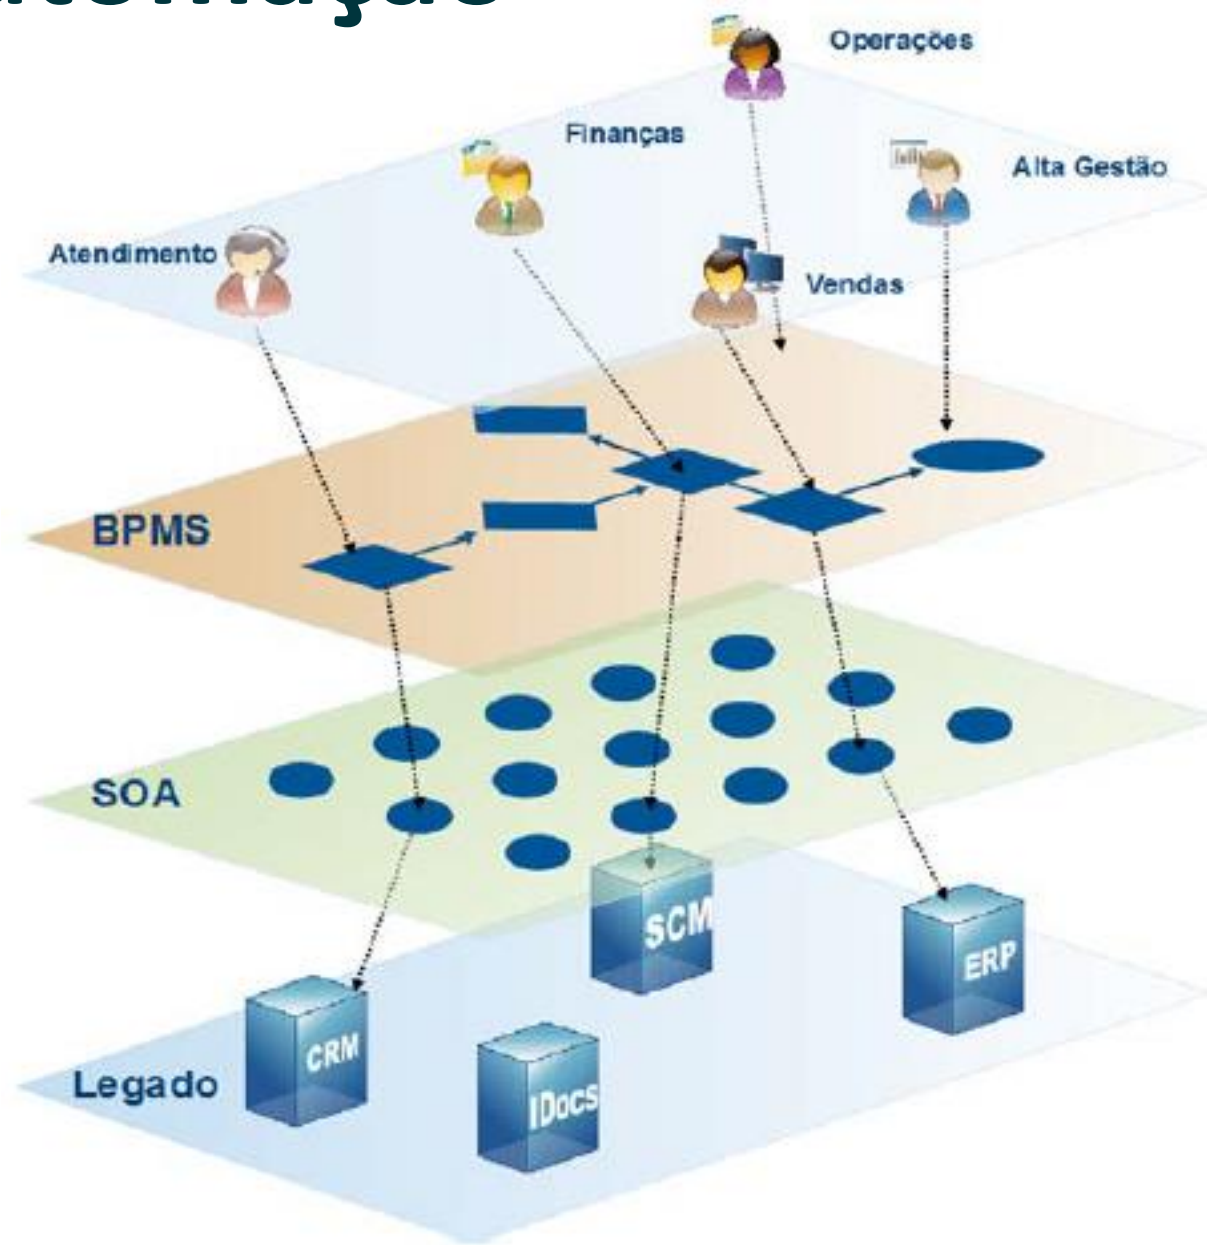 Operações
Finanças
Alta Gestão
Atendimento
Vendas
BPMS
SOA
SCM
ERP
CRM
Legado
IDocs